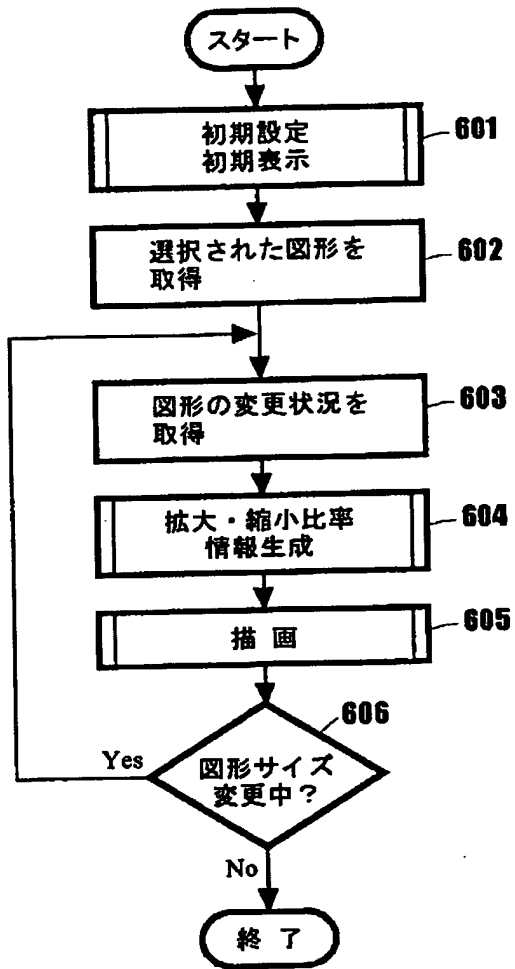 スタート
初期設定
初期表示
601
選択された図形を
取得
602
図形の変更状況を
取得
603
拡大・縮小比率
情報生成
604
描 画
605
606
Yes
図形サイズ
変更中?
No
終 了